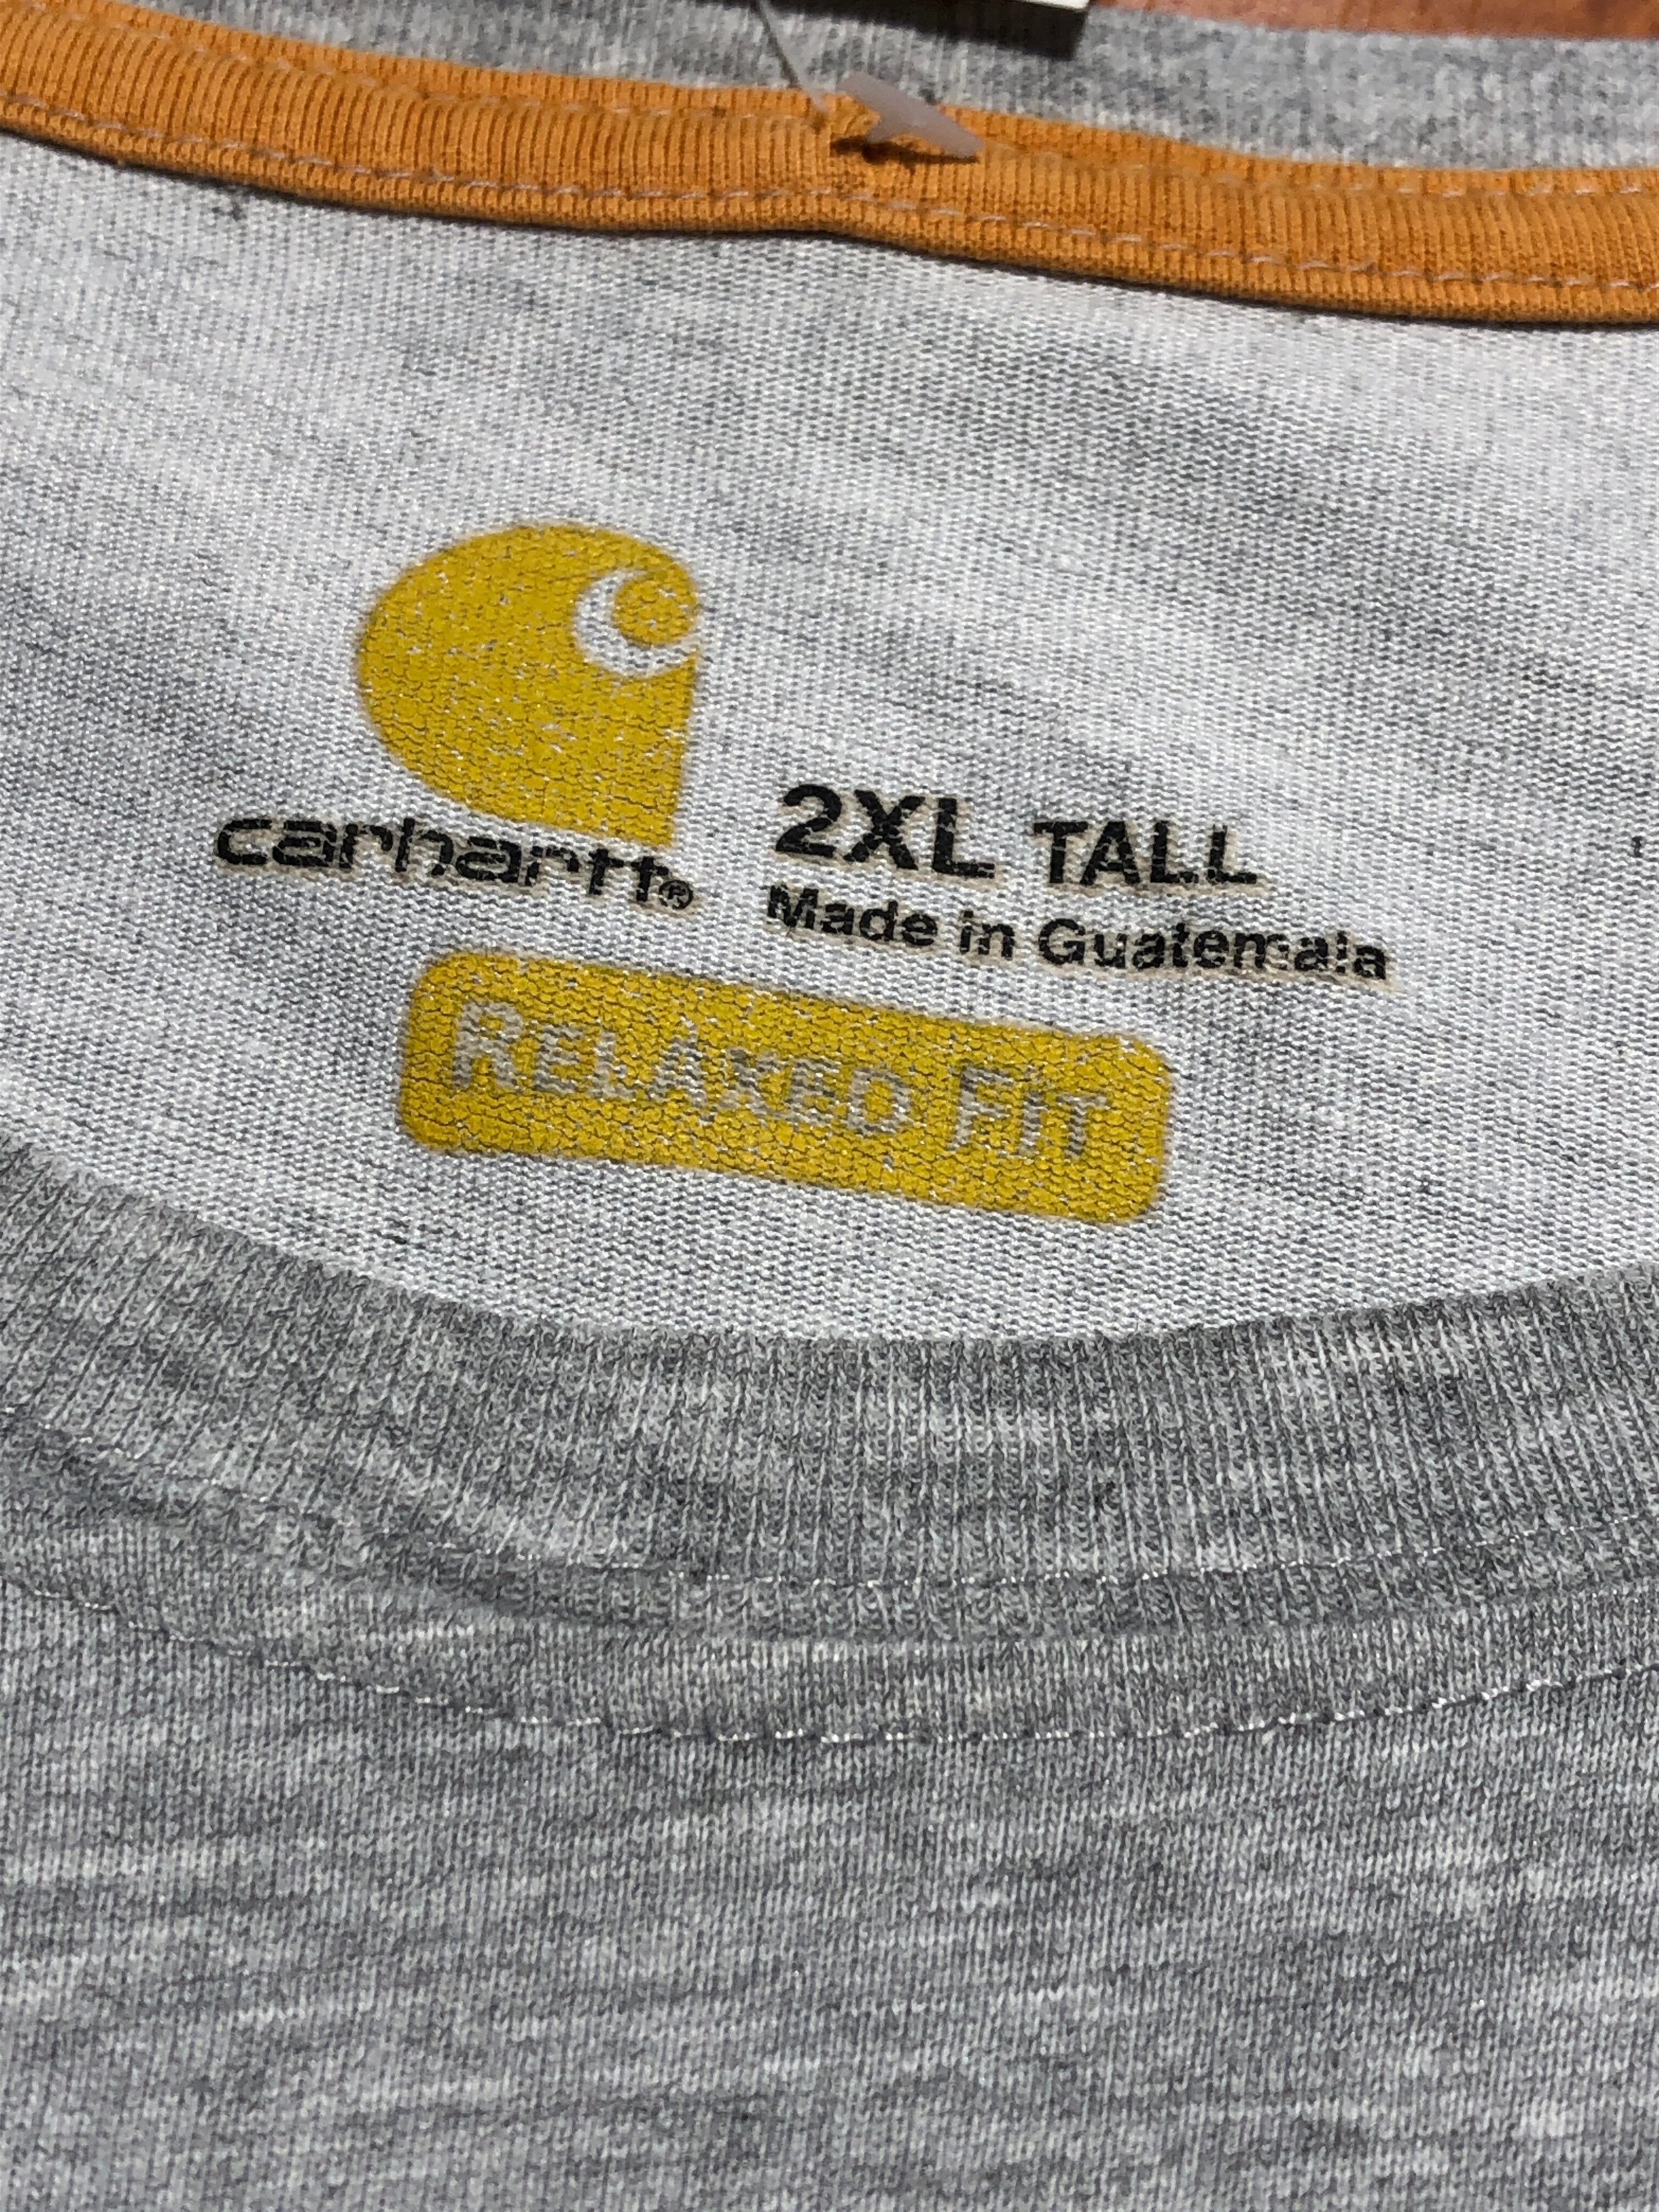 carhartt®
2XL TALL
Made in Guatemala
RELAXED FIT